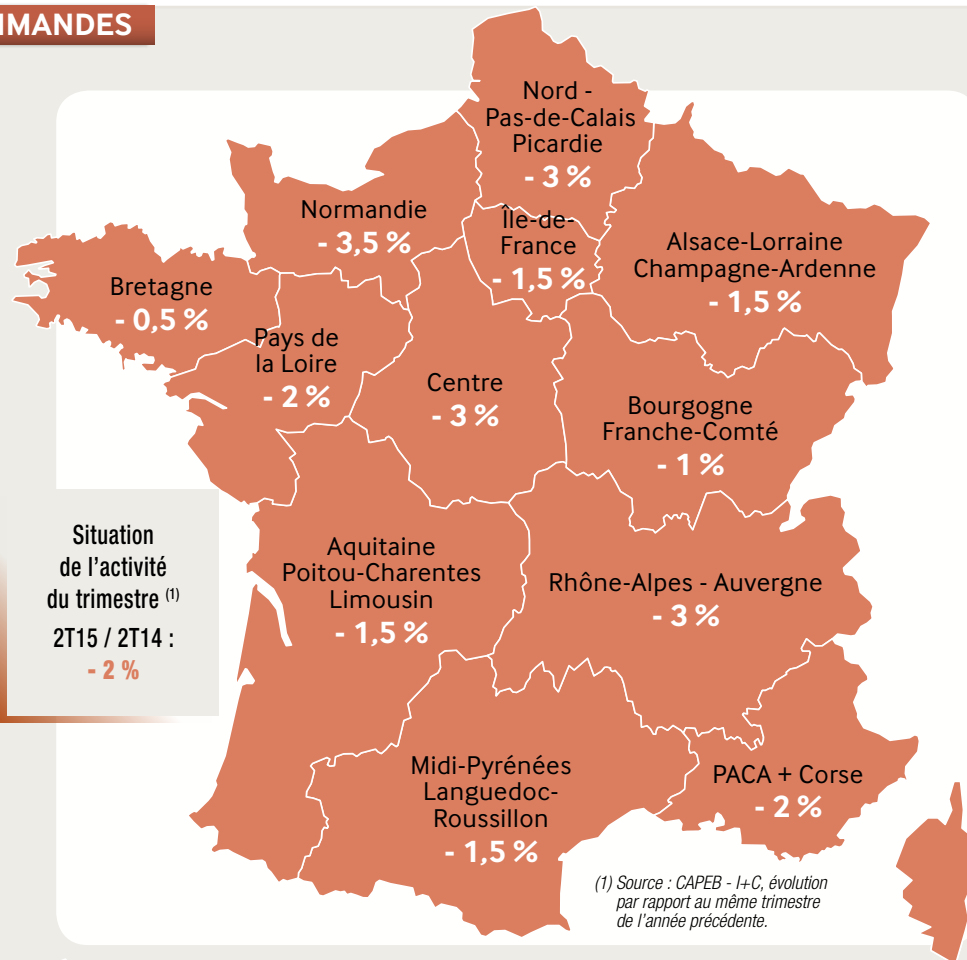 MANDES
Nord -
Pas-de-Calais
Picardie
- 3 %
Normandie
- 3,5 %
Île-de-
France
- 1,5 %
Alsace-Lorraine
Champagne-Ardenne
- 1,5 %
Bretagne
- 0,5 %
Pays de
la Loire
- 2 %
Centre
- 3 %
Bourgogne
Franche-Comté
- 1 %
Situation
de l’activité
du trimestre (1)
2T15 / 2T14 :
- 2 %
Aquitaine
Poitou-Charentes
Limousin
- 1,5 %
Rhône-Alpes - Auvergne
- 3 %
Midi-Pyrénées
Languedoc-
Roussillon
- 1,5 %
PACA + Corse
- 2 %
(1) Source : CAPEB - I+C, évolution
par rapport au même trimestre
de l’année précédente.